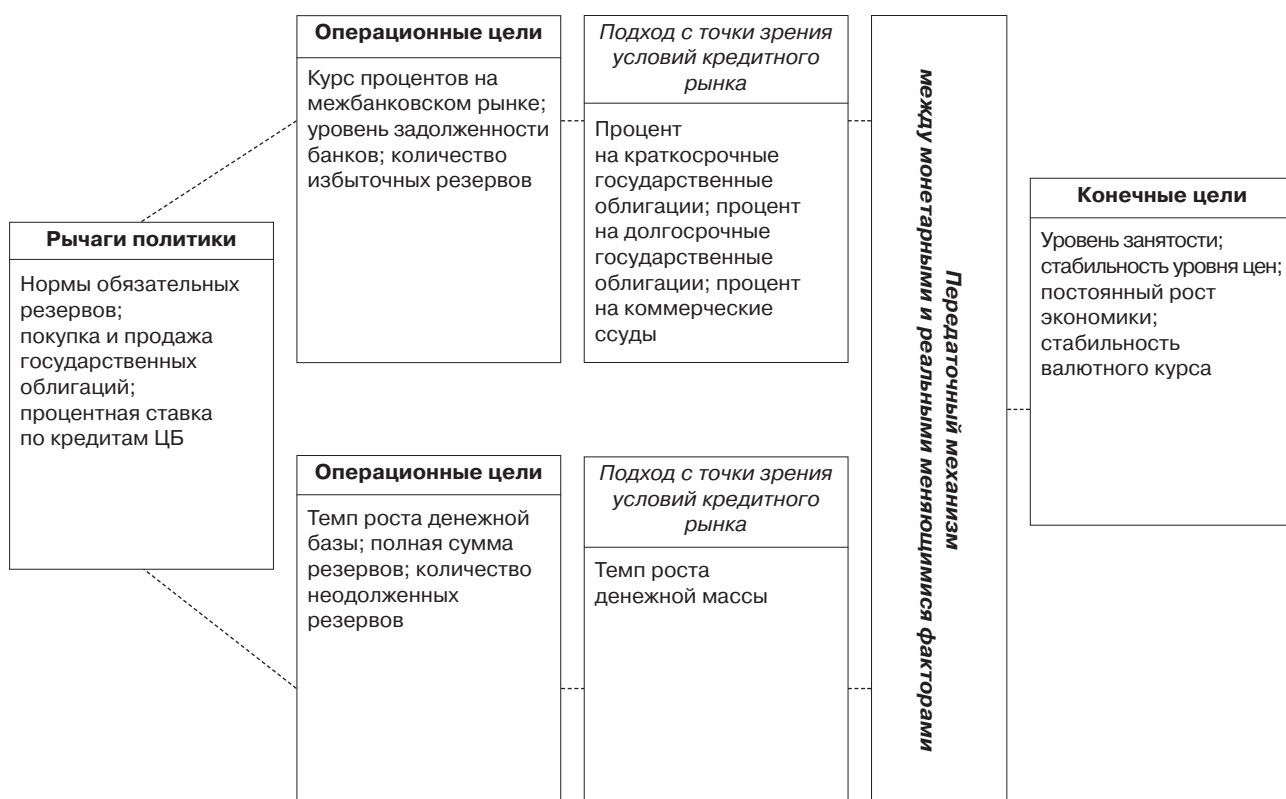 Рычаги политики
Нормы обязательных
резервов;
покупка и продажа
государственных
облигаций;
процентная ставка
по кредитам ЦБ
Операционные цели
Курс процентов на
межбанковском рынке;
уровень задолженности
банков; количество
избыточных резервов
Подход с точки зрения
условий кредитного
рынка
Процент
на краткосрочные
государственные
облигации; процент
на долгосрочные
государственные
облигации; процент
на коммерческие
ссуды
Операционные цели
Темп роста денежной
базы; полная сумма
резервов; количество
неодолженных
резервов
Подход с точки зрения
условий кредитного
рынка
Темп роста
денежной массы
Передаточный механизм
между монетарными и реальными меняющимися факторами
Конечные цели
Уровень занятости;
стабильность уровня цен;
постоянный рост
экономики;
стабильность
валютного курса